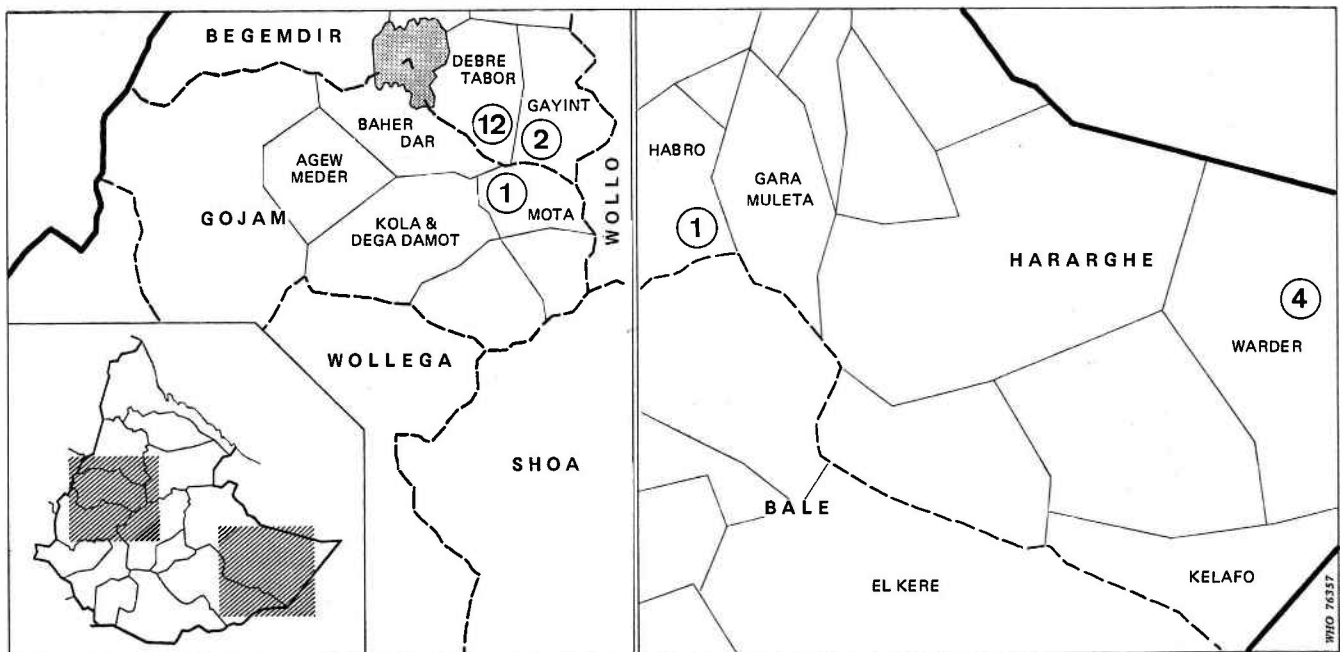 BEGEMDIR
DEBRE
TABOR
GAYINT
12
2
BAHER
DAR
AGEW
MEDER
1
MOTA
WOLLO
GOJAM
KOLA &
DEGA DAMOT
WOLLEGA
SHOA
HABRO
GARA
MULETA
1
HARARGHE
4
WARDER
BALE
EL KERE
KELAFO
WHO 76357